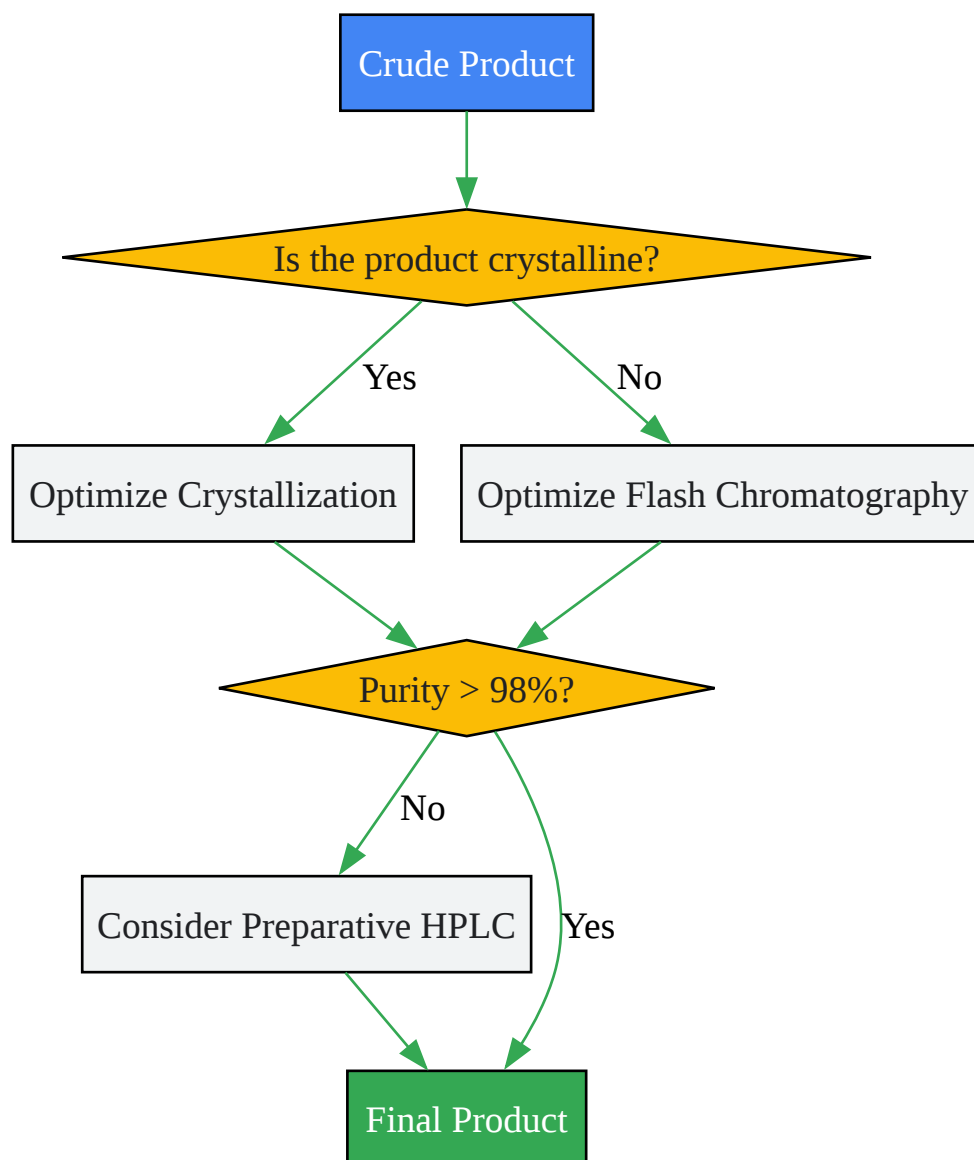 Crude Product
Is the product crystalline?
Yes
No
Optimize Crystallization
Optimize Flash Chromatography
Purity > 98%?
No
Consider Preparative HPLC
Yes
Final Product